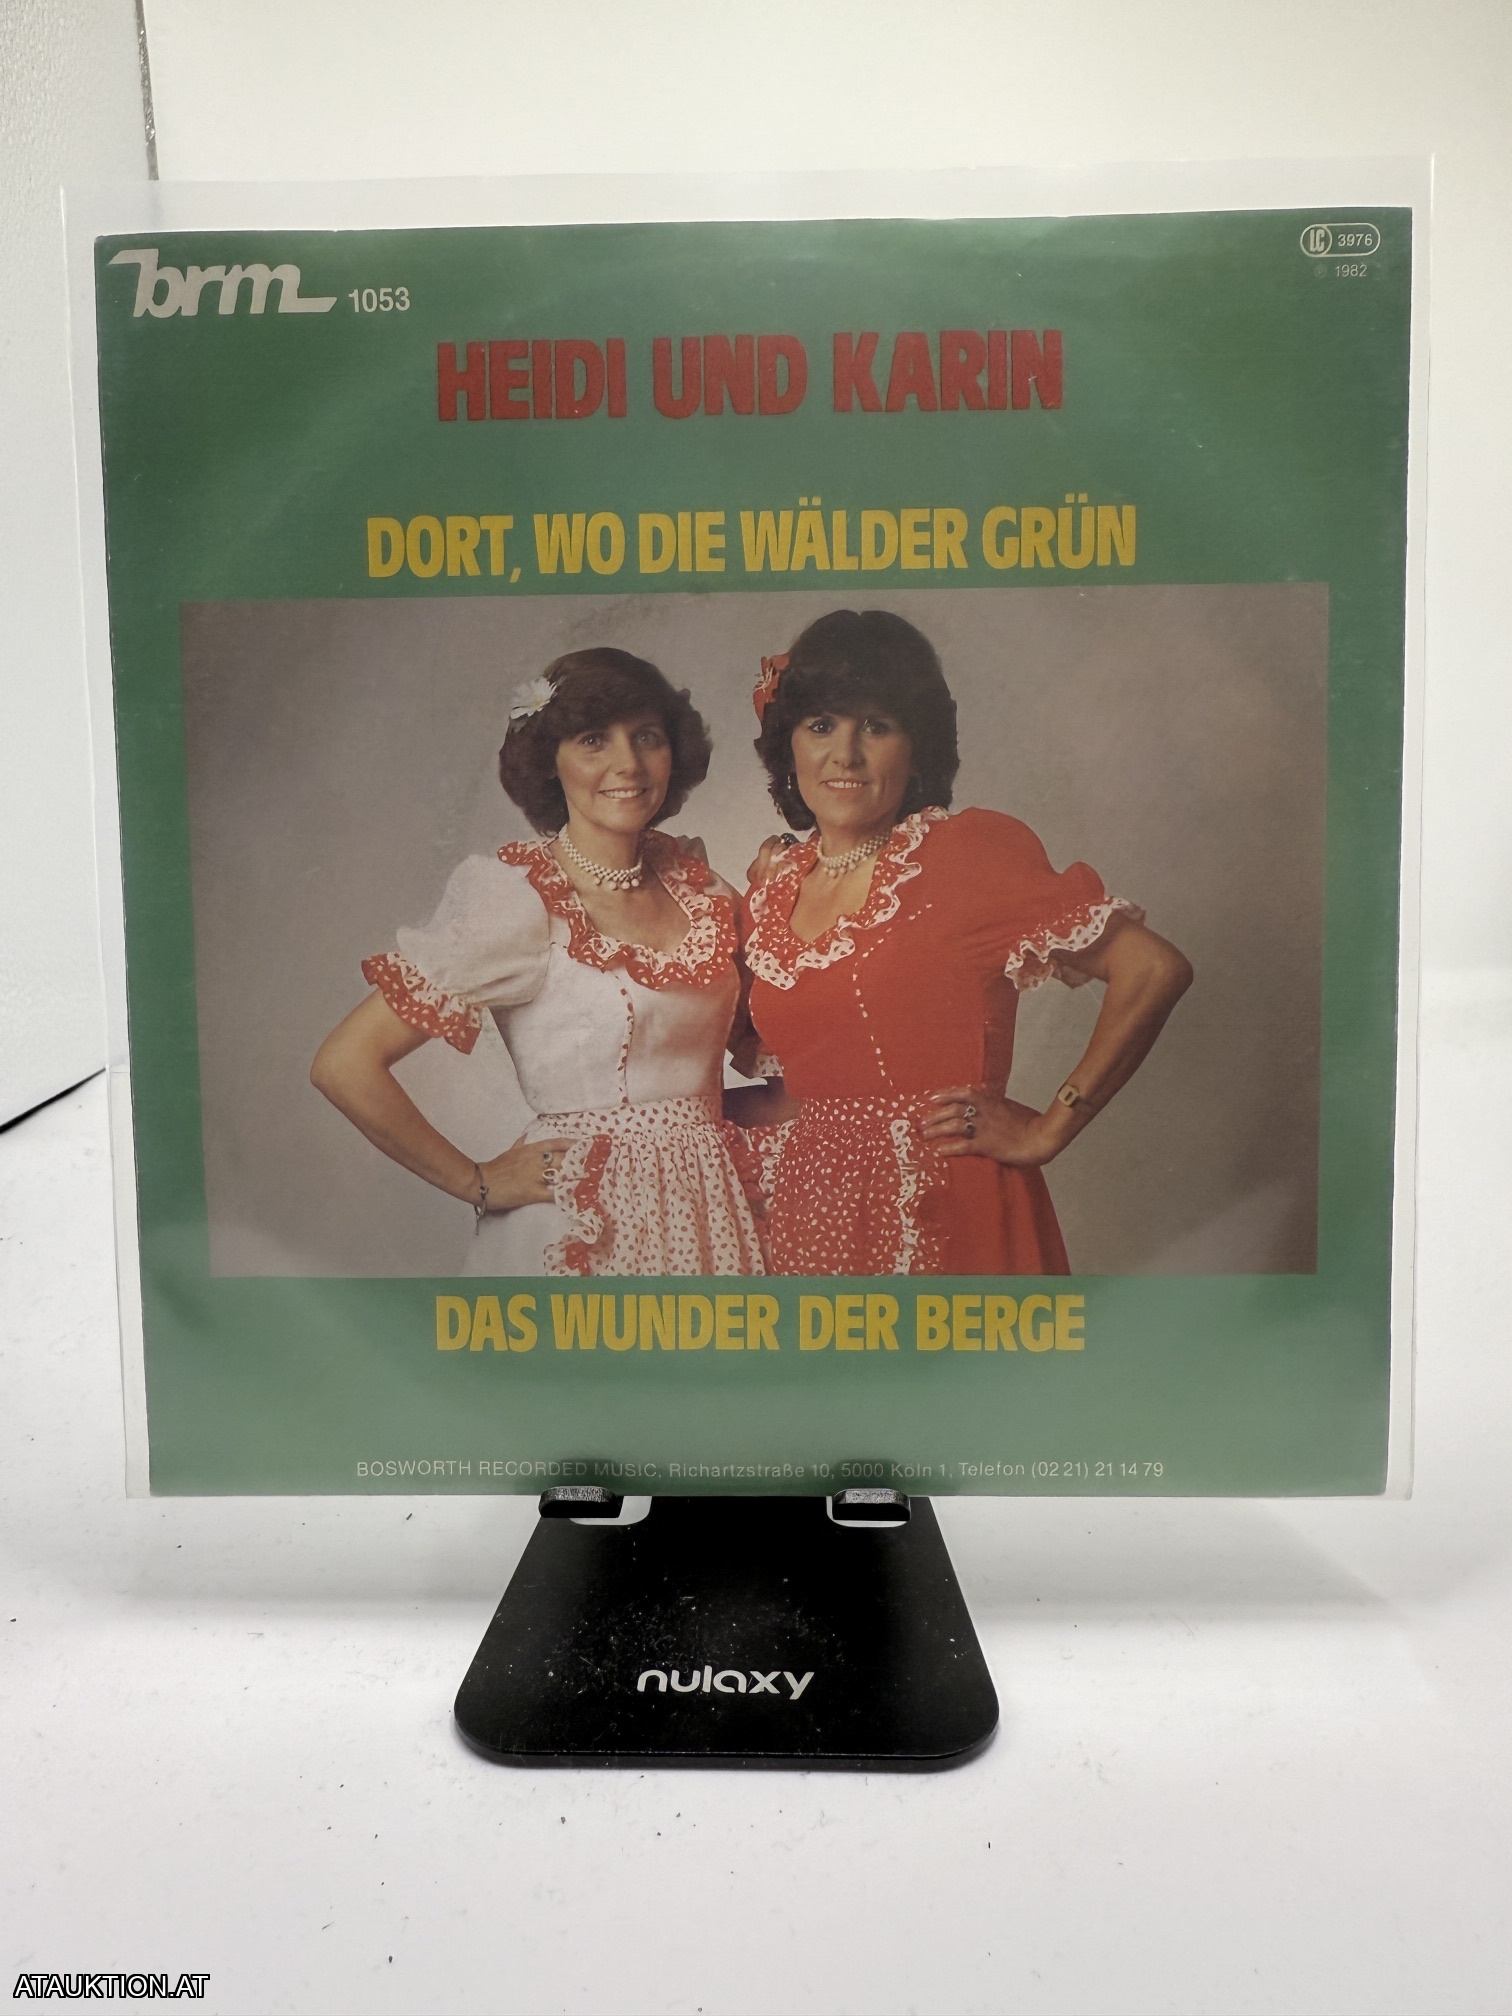 brm 1053
LC 3976
℗ 1982
HEIDI UND KARIN
DORT, WO DIE WÄLDER GRÜN
DAS WUNDER DER BERGE
BOSWORTH RECORDED MUSIC, Richartzstraße 10, 5000 Köln 1, Telefon (02 21) 21 14 79
nulaxy
ATAUKTION.AT